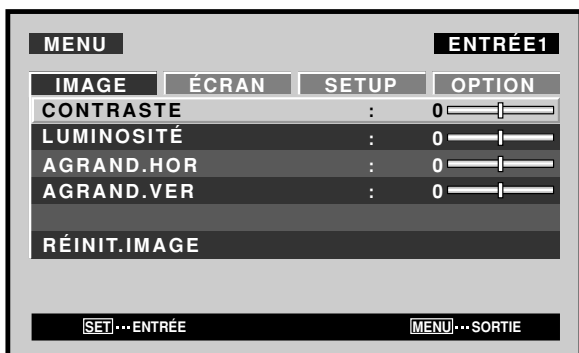 MENU ENTRÉE1
IMAGE ÉCRAN SETUP OPTION
CONTRASTE : 0
LUMINOSITÉ : 0
AGRAND.HOR : 0
AGRAND.VER : 0
RÉINIT.IMAGE
SET ··· ENTRÉE MENU ··· SORTIE